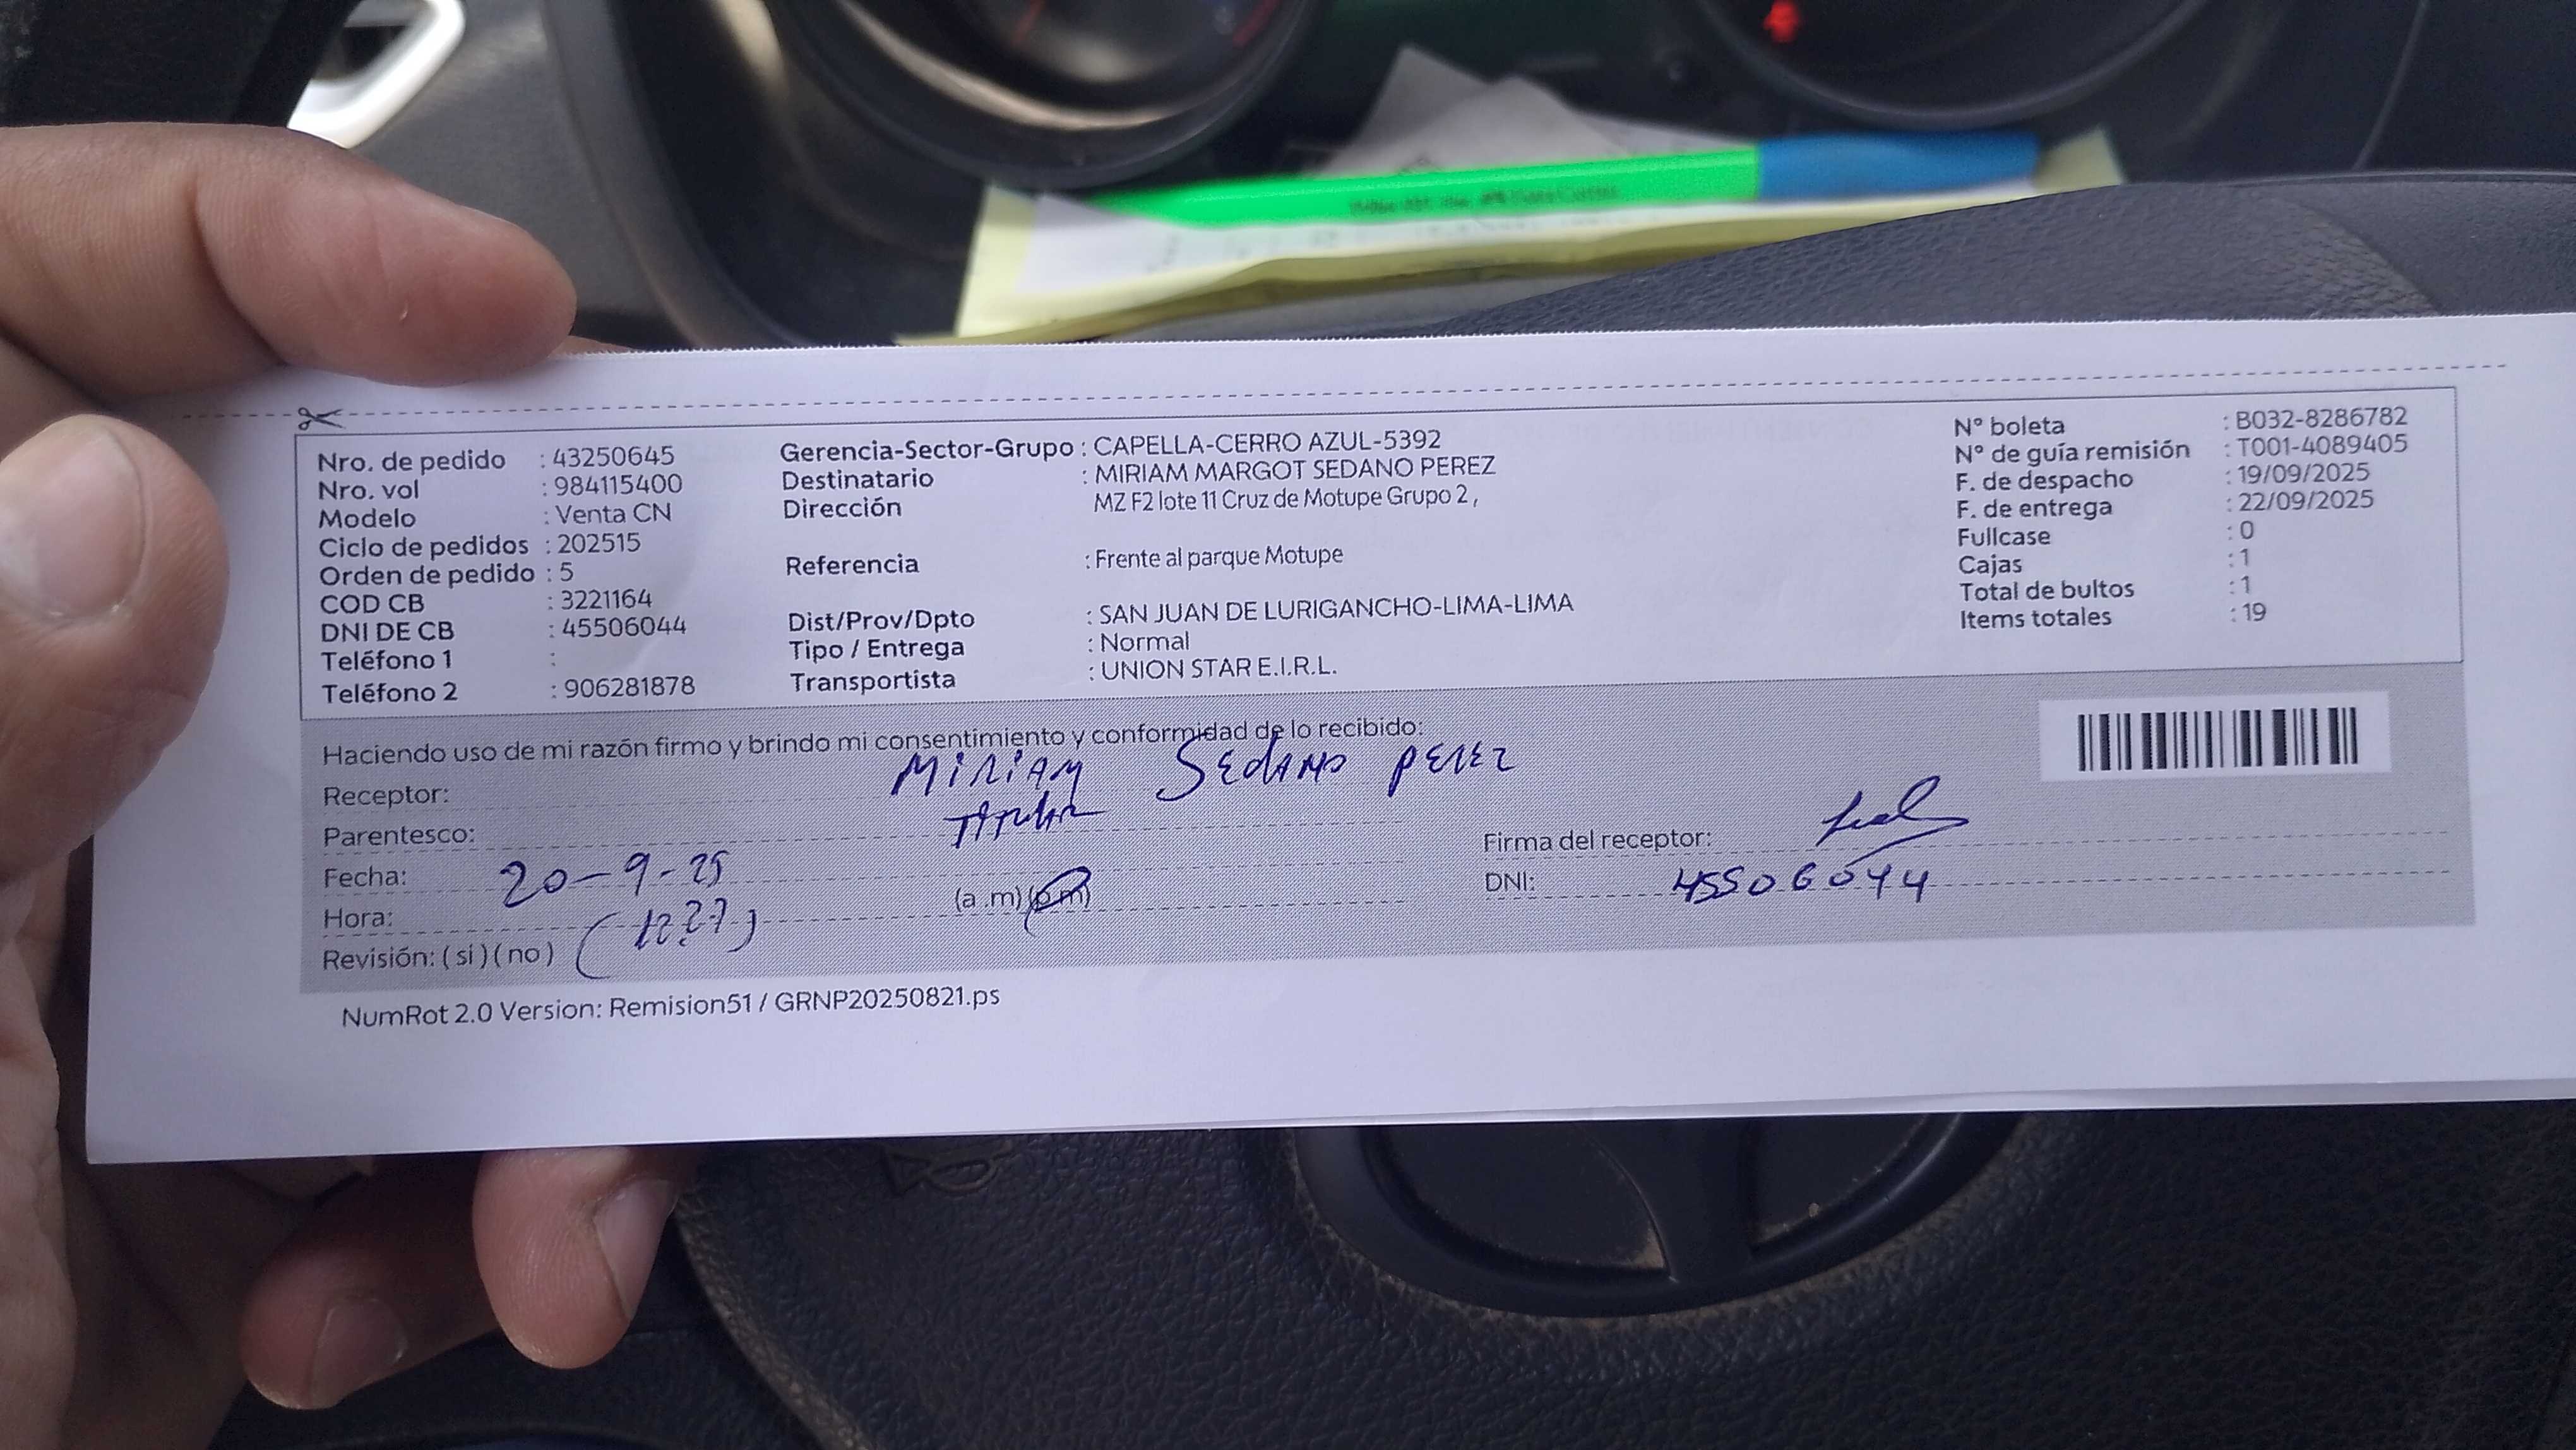 Nro. de pedido : 43250645
Nro. vol : 984115400
Modelo : Venta CN
Ciclo de pedidos : 202515
Orden de pedido : 5
COD CB : 3221164
DNI DE CB : 45506044
Teléfono 1 :
Teléfono 2 : 906281878
Gerencia-Sector-Grupo : CAPELLA-CERRO AZUL-5392
Destinatario : MIRIAM MARGOT SEDANO PEREZ
Dirección MZ F2 lote 11 Cruz de Motupe Grupo 2 ,
Referencia : Frente al parque Motupe
Dist/Prov/Dpto : SAN JUAN DE LURIGANCHO-LIMA-LIMA
Tipo / Entrega : Normal
Transportista : UNION STAR E.I.R.L.
N° boleta : B032-8286782
N° de guía remisión : T001-4089405
F. de despacho : 19/09/2025
F. de entrega : 22/09/2025
Fullcase : 0
Cajas : 1
Total de bultos : 1
Items totales : 19
Haciendo uso de mi razón firmo y brindo mi consentimiento y conformidad de lo recibido:
Receptor: MIRIAM SEDANO PEREZ
Parentesco: TITULAR
Fecha: 20-9-25
Hora: (12:27) (a .m)(p.m)
Revisión: ( si ) ( no )
Firma del receptor:
DNI: 45506044
NumRot 2.0 Version: Remision51 / GRNP20250821.ps